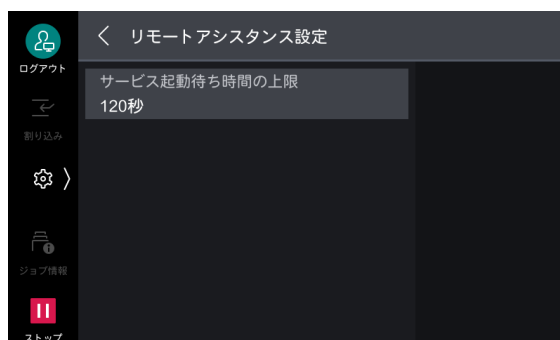 リモートアシスタンス設定
ログアウト
サービス起動待ち時間の上限
120秒
割り込み
ジョブ情報
ストップ